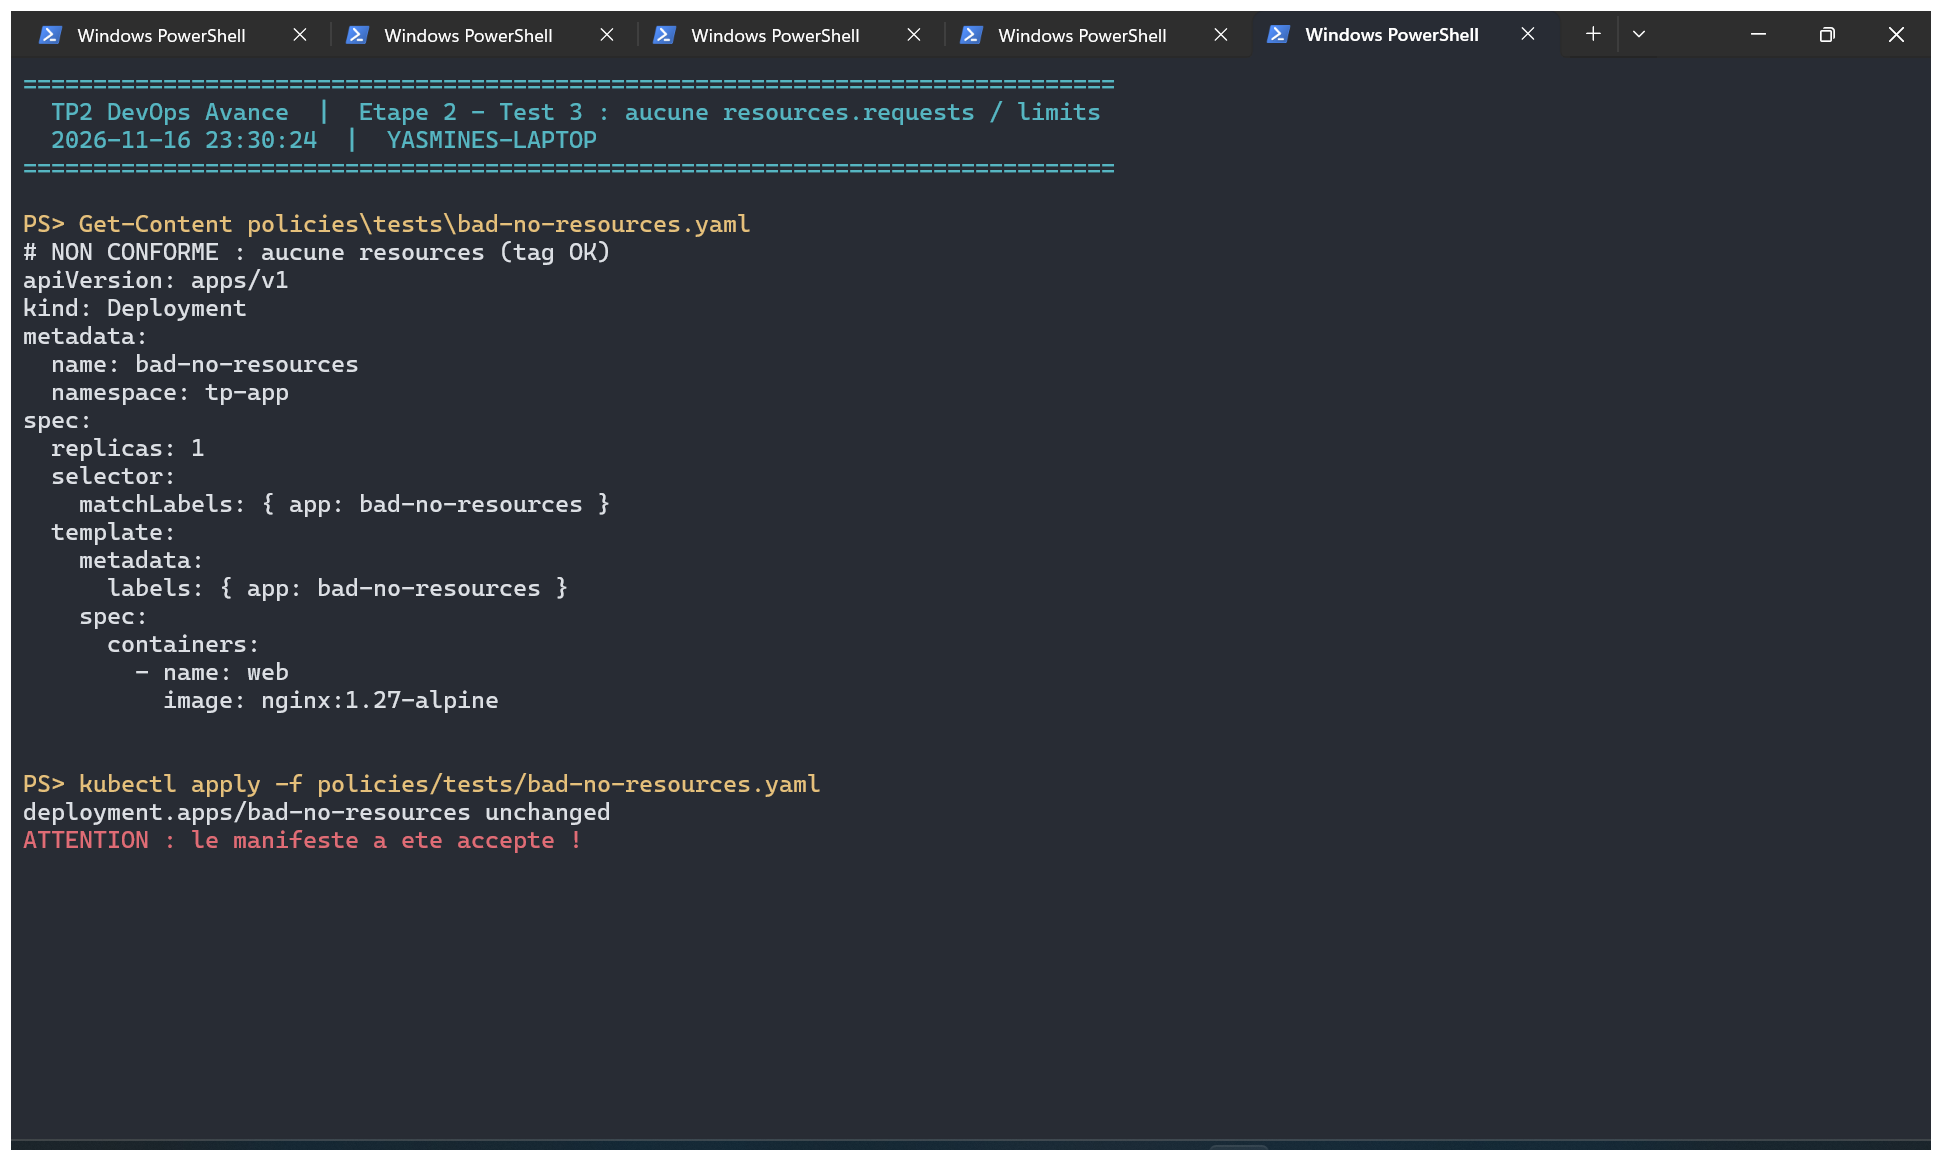 Windows PowerShell
Windows PowerShell
Windows PowerShell
Windows PowerShell
Windows PowerShell
==============================================================================
  TP2 DevOps Avance  |  Etape 2 - Test 3 : aucune resources.requests / limits
  2026-11-16 23:30:24  |  YASMINES-LAPTOP
==============================================================================
PS> Get-Content policies\tests\bad-no-resources.yaml
# NON CONFORME : aucune resources (tag OK)
apiVersion: apps/v1
kind: Deployment
metadata:
  name: bad-no-resources
  namespace: tp-app
spec:
  replicas: 1
  selector:
    matchLabels: { app: bad-no-resources }
  template:
    metadata:
      labels: { app: bad-no-resources }
    spec:
      containers:
        - name: web
          image: nginx:1.27-alpine
PS> kubectl apply -f policies/tests/bad-no-resources.yaml
deployment.apps/bad-no-resources unchanged
ATTENTION : le manifeste a ete accepte !